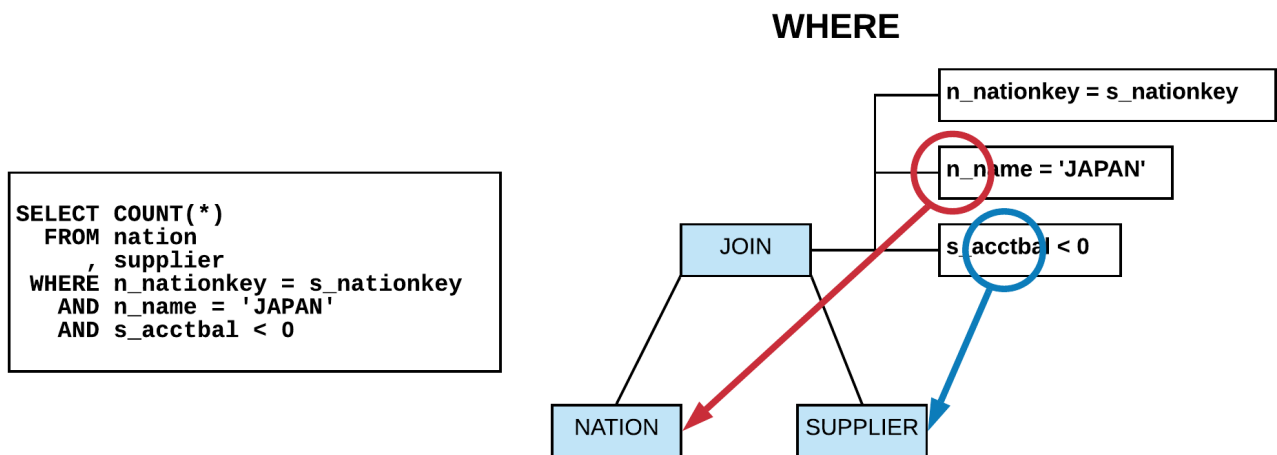 WHERE
n_nationkey = s_nationkey
n_name = 'JAPAN'
s_acctbal < 0
SELECT COUNT(*)
FROM nation
, supplier
WHERE n_nationkey = s_nationkey
AND n_name = 'JAPAN'
AND s_acctbal < 0
JOIN
NATION
SUPPLIER